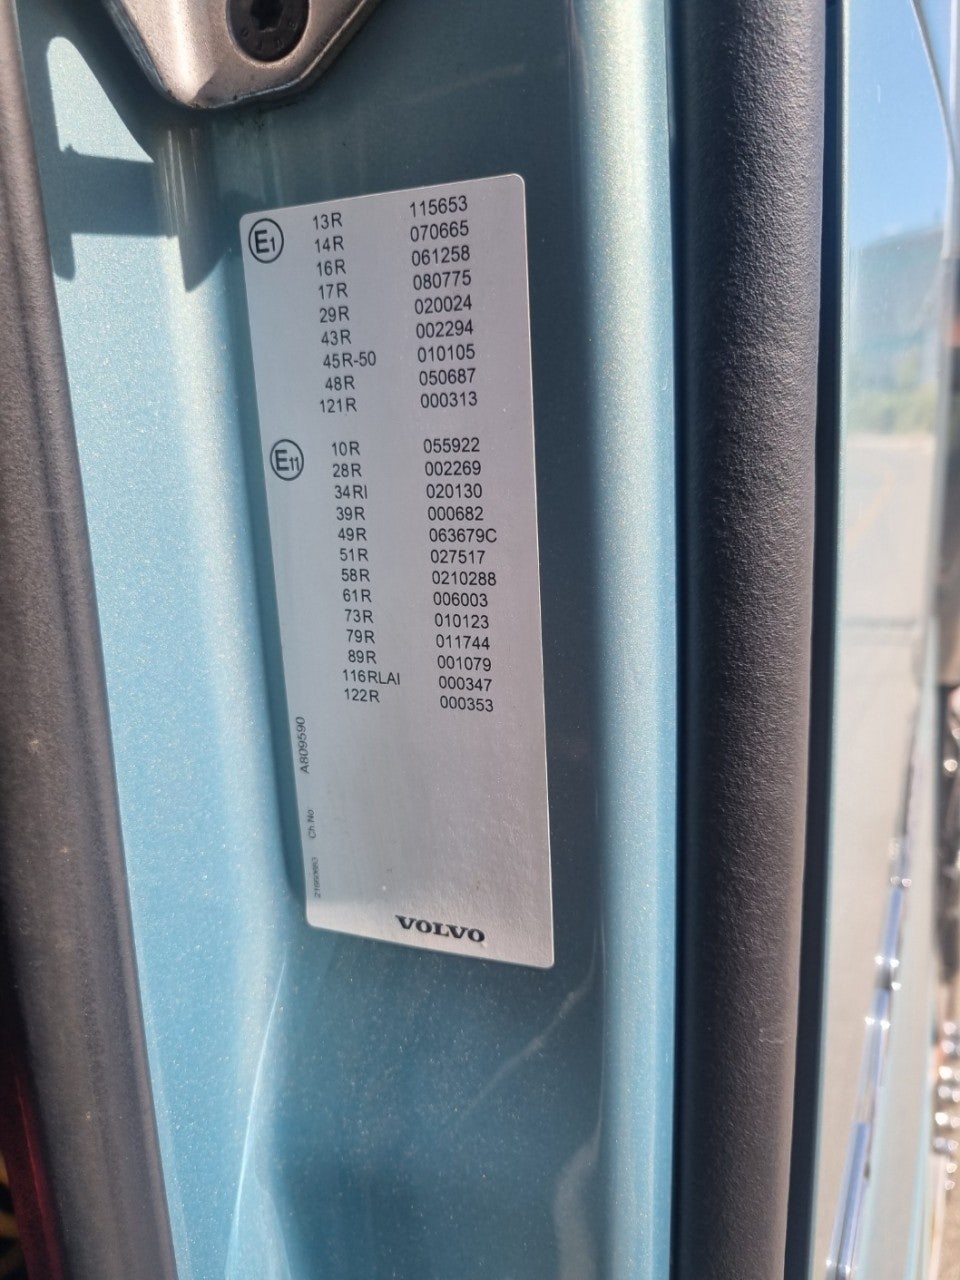 E1
13R 115653
14R 070665
16R 061258
17R 080775
29R 020024
43R 002294
45R-50 010105
48R 050687
121R 000313
E11
10R 055922
28R 002269
34RI 020130
39R 000682
49R 063679C
51R 027517
58R 0210288
61R 006003
73R 010123
79R 011744
89R 001079
116RLAI 000347
122R 000353
Ch No A809590
VOLVO